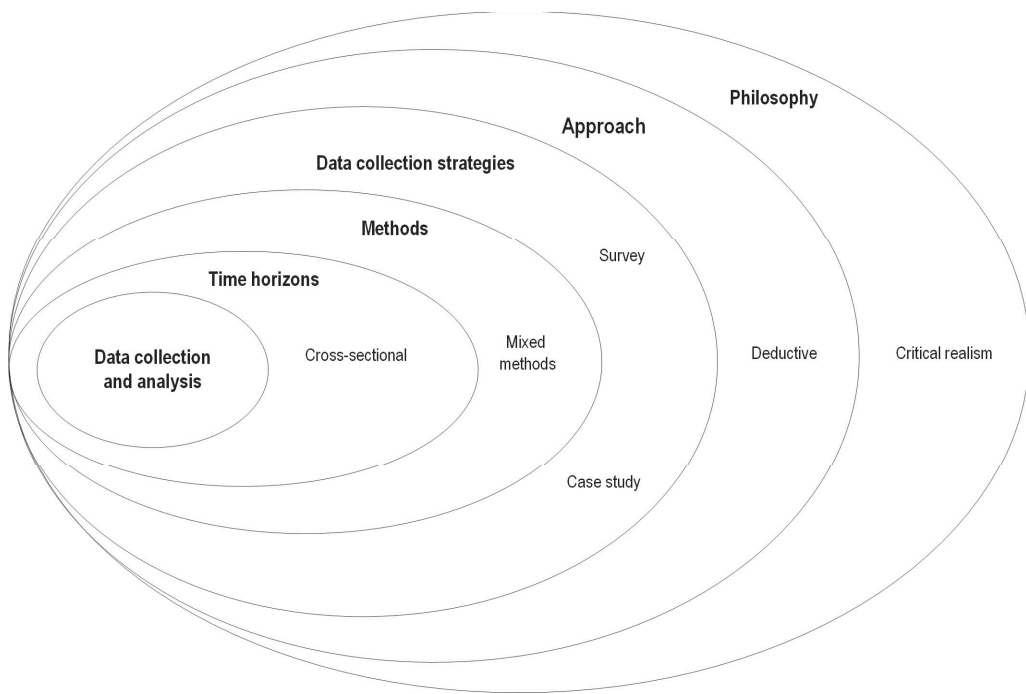 Philosophy
Approach
Data collection strategies
Methods
Survey
Time horizons
Mixed
methods
Data collection
and analysis
Cross-sectional
Deductive
Critical realism
Case study